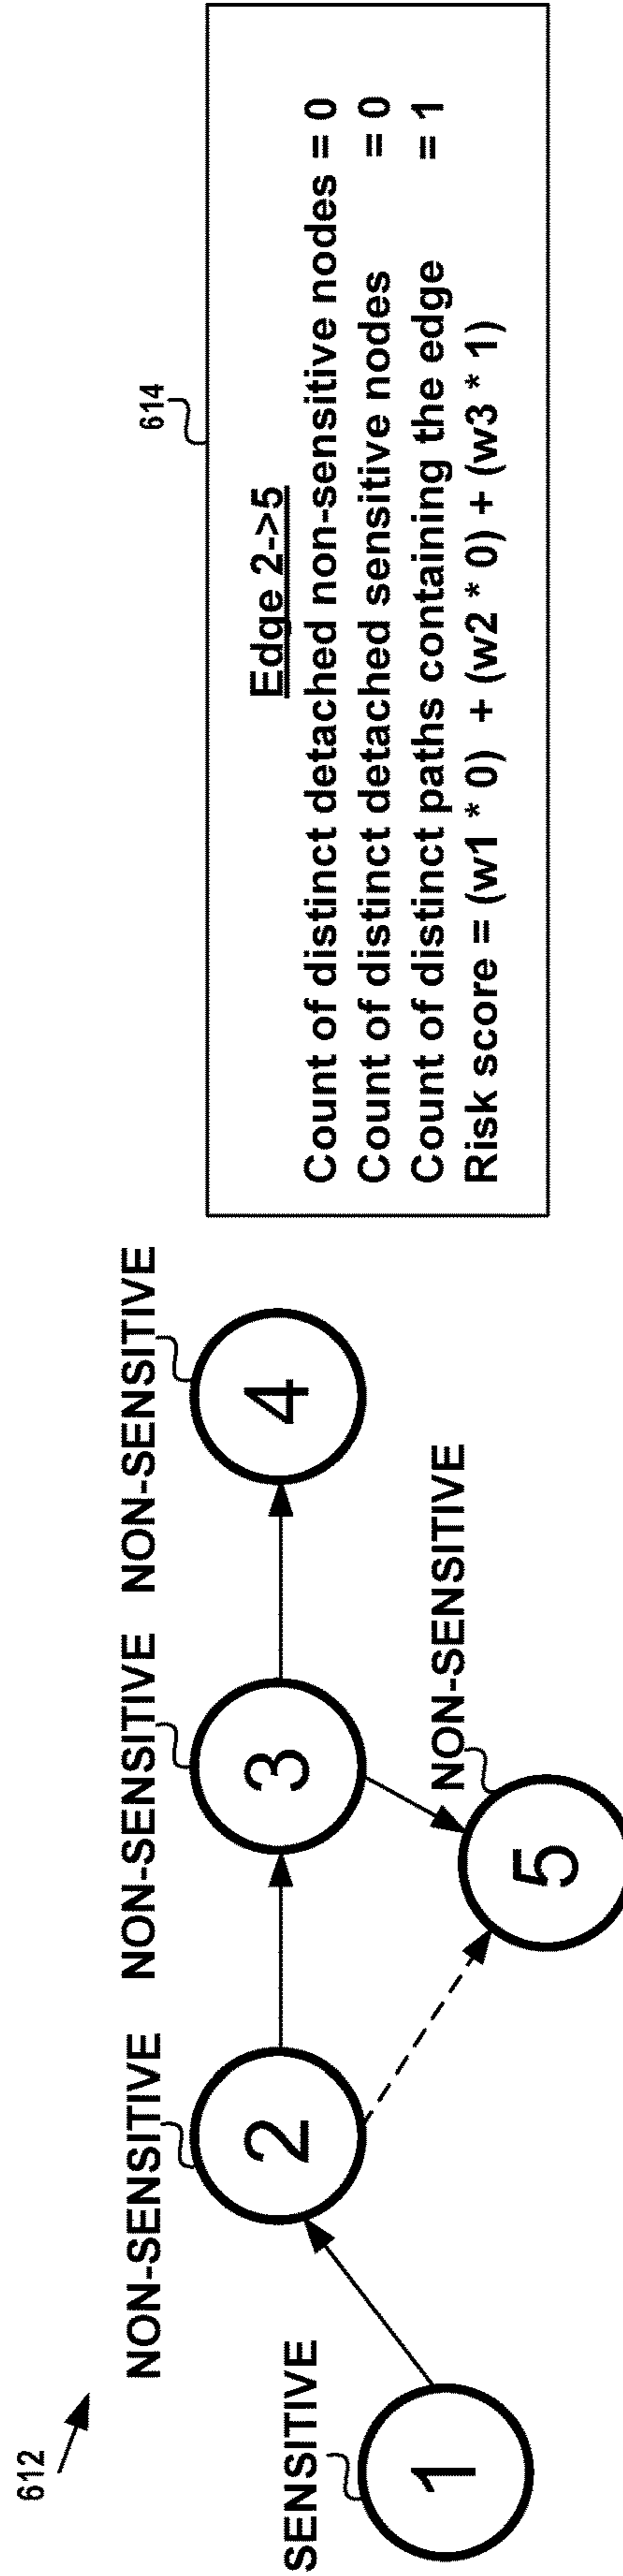 612
SENSITIVE
1
NON-SENSITIVE
2
NON-SENSITIVE
3
NON-SENSITIVE
4
NON-SENSITIVE
5
614
Edge 2->5
Count of distinct detached non-sensitive nodes = 0
Count of distinct detached sensitive nodes = 0
Count of distinct paths containing the edge = 1
Risk score = (w1 * 0) + (w2 * 0) + (w3 * 1)